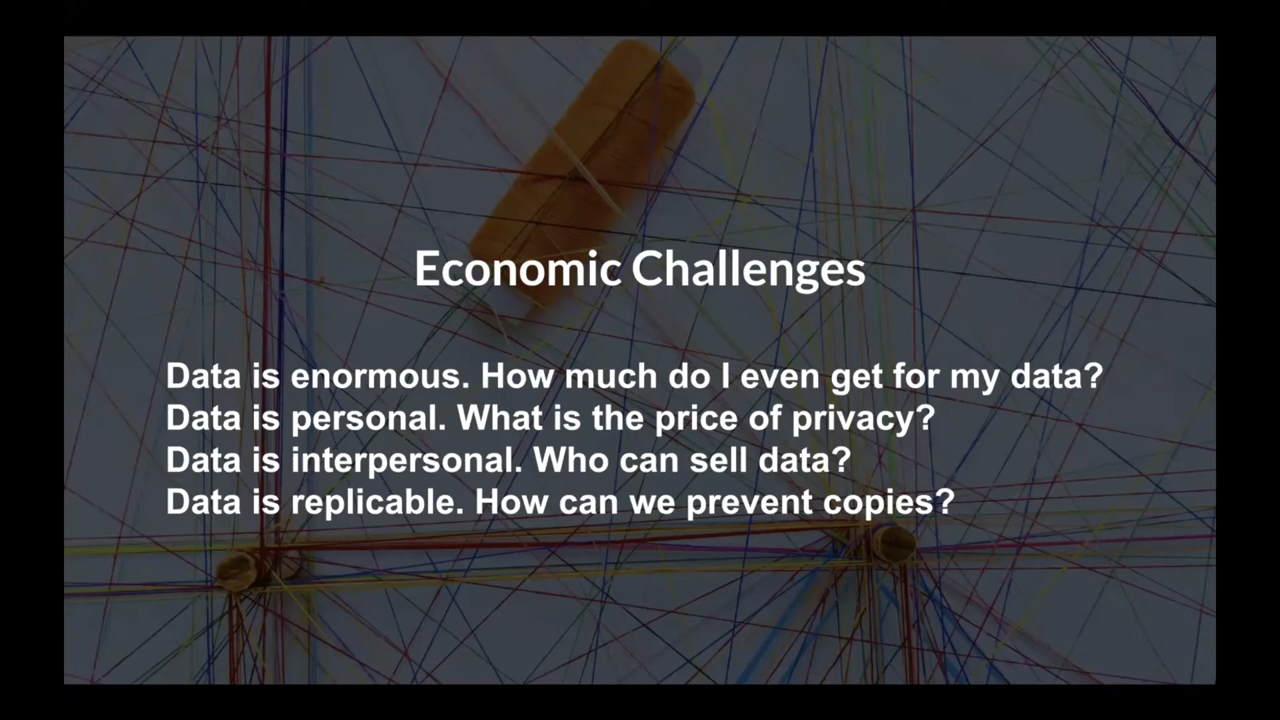 Economic Challenges
Data is enormous. How much do I even get for my data?
Data is personal. What is the price of privacy?
Data is interpersonal. Who can sell data?
Data is replicable. How can we prevent copies?